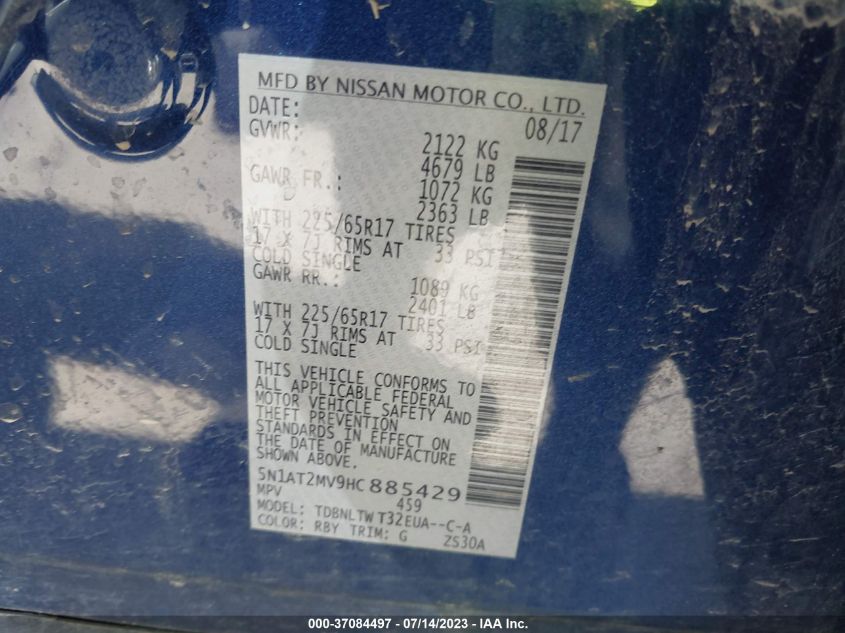 MFD BY NISSAN MOTOR CO., LTD.
DATE: 08/17
GVWR: 2122 KG
4679 LB
GAWR FR.: 1072 KG
2363 LB
WITH 225/65R17 TIRES
17 X 7J RIMS AT 33 PSI
COLD SINGLE
GAWR RR.: 1089 KG
2401 LB
WITH 225/65R17 TIRES
17 X 7J RIMS AT 33 PSI
COLD SINGLE
THIS VEHICLE CONFORMS TO
ALL APPLICABLE FEDERAL
MOTOR VEHICLE SAFETY AND
THEFT PREVENTION
STANDARDS IN EFFECT ON
THE DATE OF MANUFACTURE
SHOWN ABOVE.
5N1AT2MV9HC885429
MPV 459
MODEL: TDBNLTW T32EUA--C-A
COLOR: RBY TRIM: G ZS30A
000-37084497 - 07/14/2023 - IAA Inc.